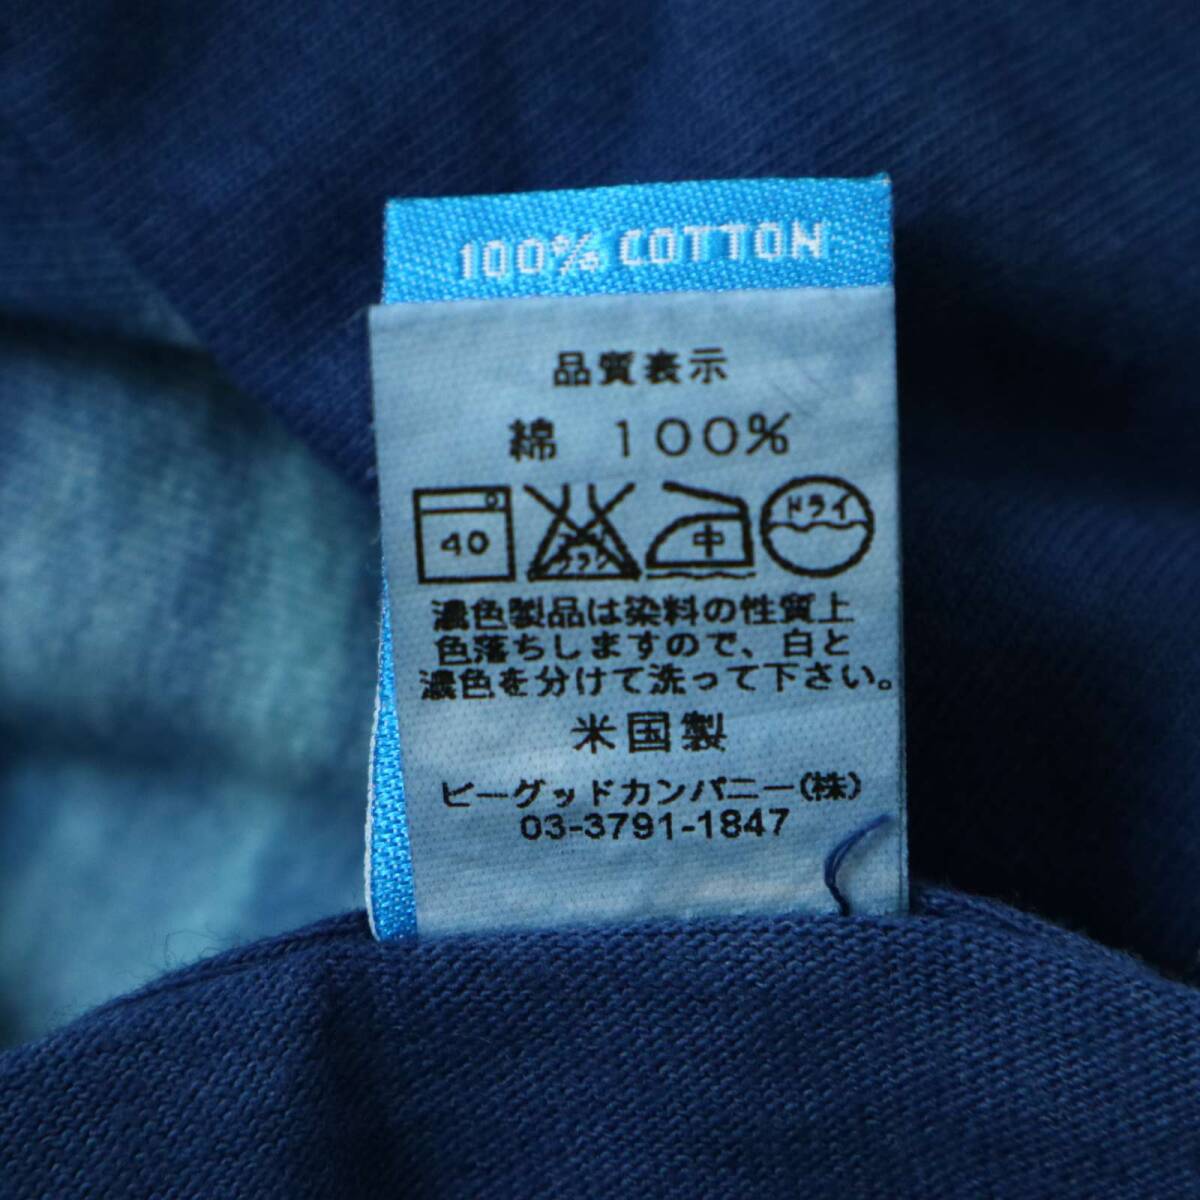 100% COTTON
品質表示
綿 100%
40 中 ドライ
濃色製品は染料の性質上
色落ちしますので、白と
濃色を分けて洗って下さい。
米国製
ビーグッドカンパニー(株)
03-3791-1847